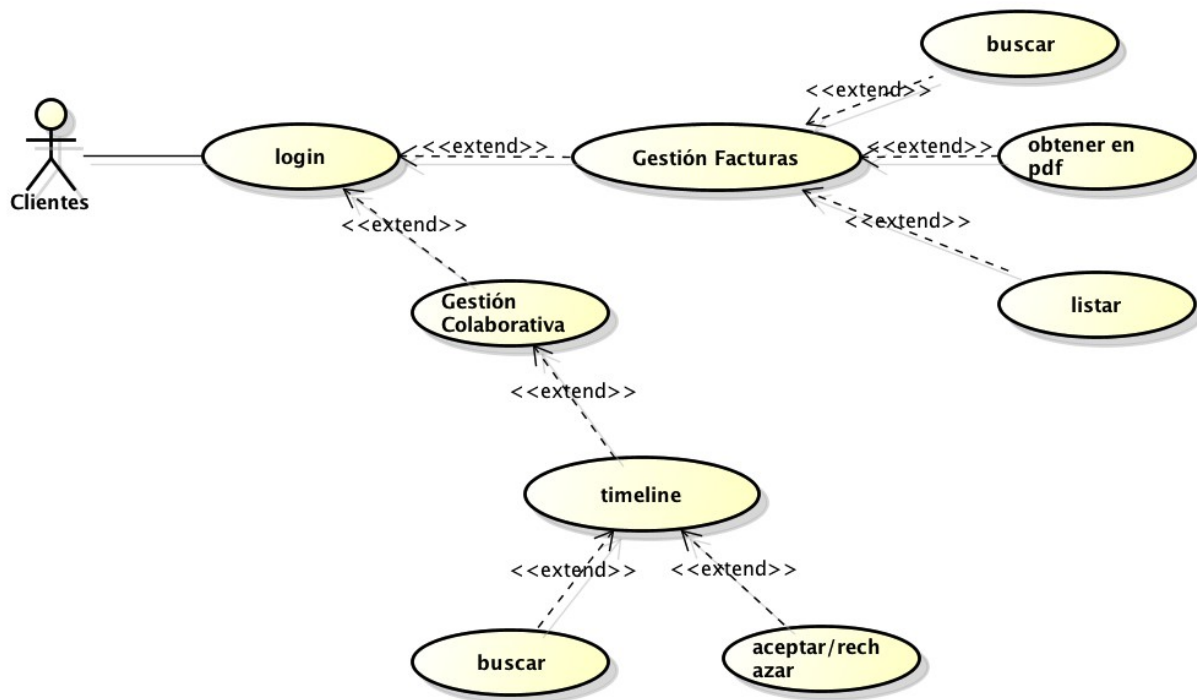 buscar
<<extend>>
Clientes
login
<<extend>>
Gestión Facturas
<<extend>>
obtener en
pdf
<<extend>>
<<extend>>
listar
Gestión
Colaborativa
<<extend>>
timeline
<<extend>>
<<extend>>
buscar
aceptar/rech
azar